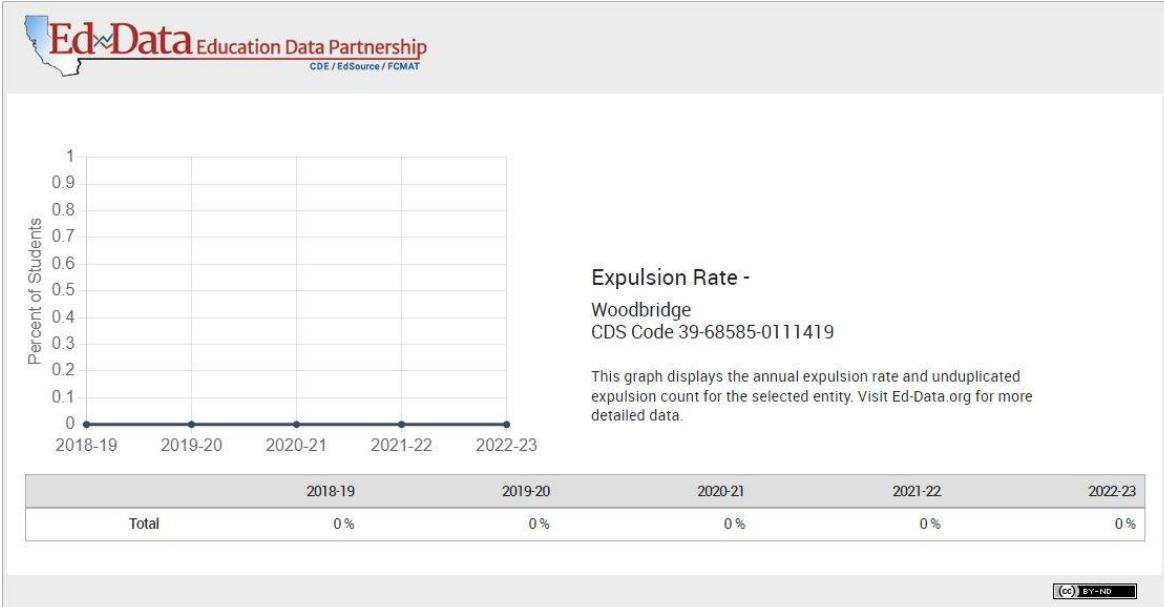 Ed Data Education Data Partnership
CDE / EdSource / FCMAT
1
0.9
0.8
0.7
0.6
0.5
0.4
0.3
0.2
0.1
0
Percent of Students
2018-19 2019-20 2020-21 2021-22 2022-23
Expulsion Rate -
Woodbridge
CDS Code 39-68585-0111419
This graph displays the annual expulsion rate and unduplicated
expulsion count for the selected entity. Visit Ed-Data.org for more
detailed data.
2018-19 2019-20 2020-21 2021-22 2022-23
Total 0 % 0 % 0 % 0 % 0 %
(cc) BY-ND